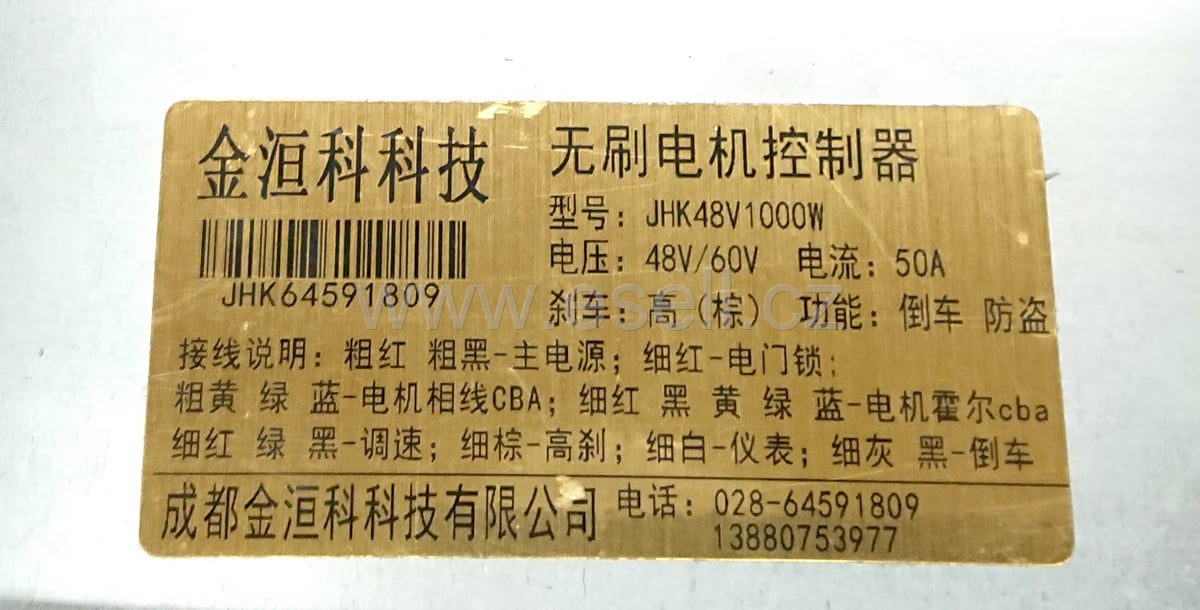 金洹科科技
JHK64591809
无刷电机控制器
型号: JHK48V1000W
电压: 48V/60V 电流: 50A
刹车: 高(棕) 功能: 倒车 防盗
接线说明: 粗红 粗黑-主电源; 细红-电门锁;
粗黄 绿 蓝-电机相线CBA; 细红 黑 黄 绿 蓝-电机霍尔cba
细红 绿 黑-调速; 细棕-高刹; 细白-仪表; 细灰 黑-倒车
成都金洹科科技有限公司 电话: 028-64591809
13880753977
www.osell.cz